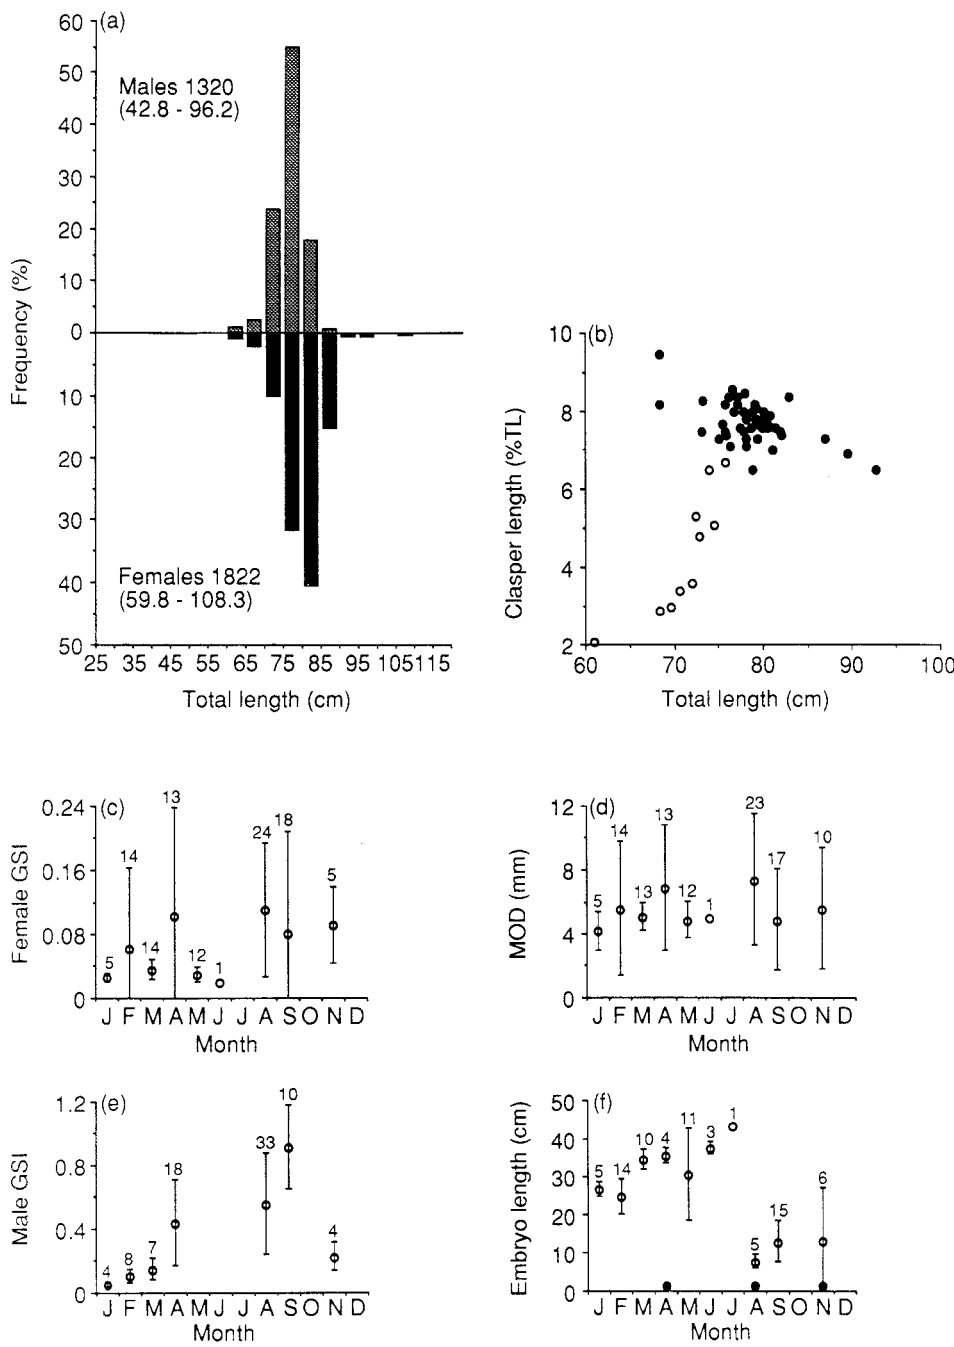 (a)
60
50
40
30
20
10
0
10
20
30
40
50
Frequency (%)
Males 1320
(42.8 - 96.2)
Females 1822
(59.8 - 108.3)
25 35 45 55 65 75 85 95 105 115
Total length (cm)
(b)
10
8
6
4
2
Clasper length (%TL)
60 70 80 90 100
Total length (cm)
(c)
0.24
0.16
0.08
0
Female GSI
5 14 14 13 12 1 24 18 5
J F M A M J J A S O N D
Month
(d)
12
8
4
0
MOD (mm)
5 14 13 13 12 1 23 17 10
J F M A M J J A S O N D
Month
(e)
1.2
0.8
0.4
0
Male GSI
4 8 7 18 33 10 4
J F M A M J J A S O N D
Month
(f)
50
40
30
20
10
0
Embryo length (cm)
5 14 10 4 11 3 1 5 15 6
J F M A M J J A S O N D
Month